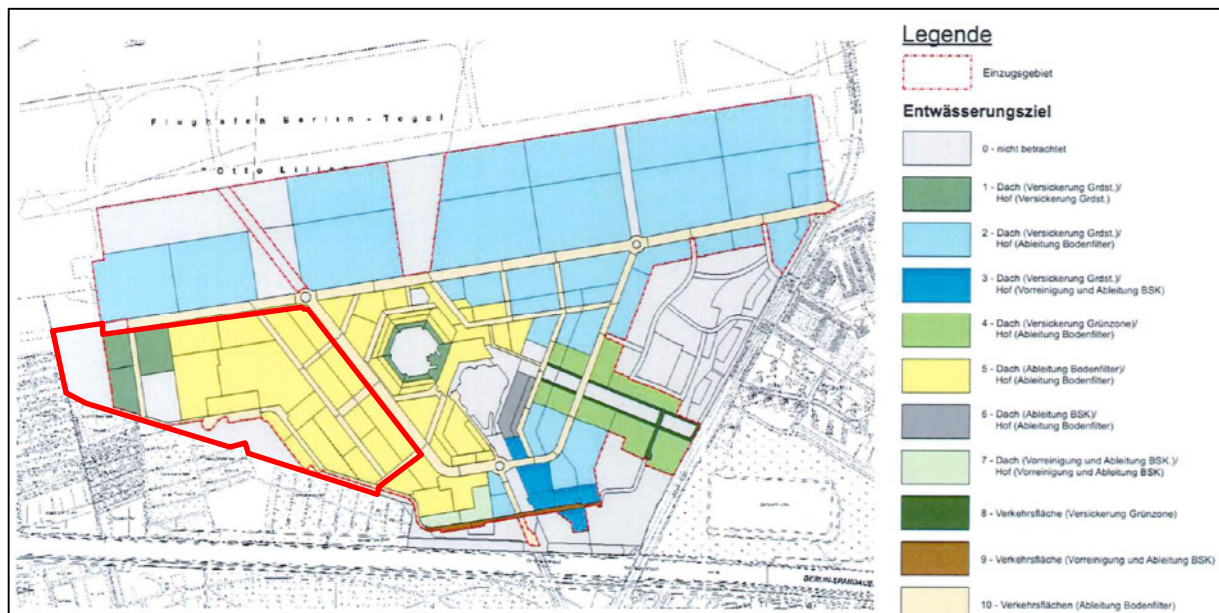 Flughafen Berlin - Tegel
"Otto Lilien
BERLIN-SPANDAU
Legende
Einzugsgebiet
Entwässerungsziel
0 - nicht betrachtet
1 - Dach (Versickerung Grdst.)/
Hof (Versickerung Grdst.)
2 - Dach (Versickerung Grdst.)/
Hof (Ableitung Bodenfilter)
3 - Dach (Versickerung Grdst.)/
Hof (Vorreinigung und Ableitung BSK)
4 - Dach (Versickerung Grünzone)/
Hof (Ableitung Bodenfilter)
5 - Dach (Ableitung Bodenfilter)/
Hof (Ableitung Bodenfilter)
6 - Dach (Ableitung BSK)/
Hof (Ableitung Bodenfilter)
7 - Dach (Vorreinigung und Ableitung BSK.)/
Hof (Vorreinigung und Ableitung BSK)
8 - Verkehrsfläche (Versickerung Grünzone)
9 - Verkehrsfläche (Vorreinigung und Ableitung BSK)
10 - Verkehrsflächen (Ableitung Bodenfilter)